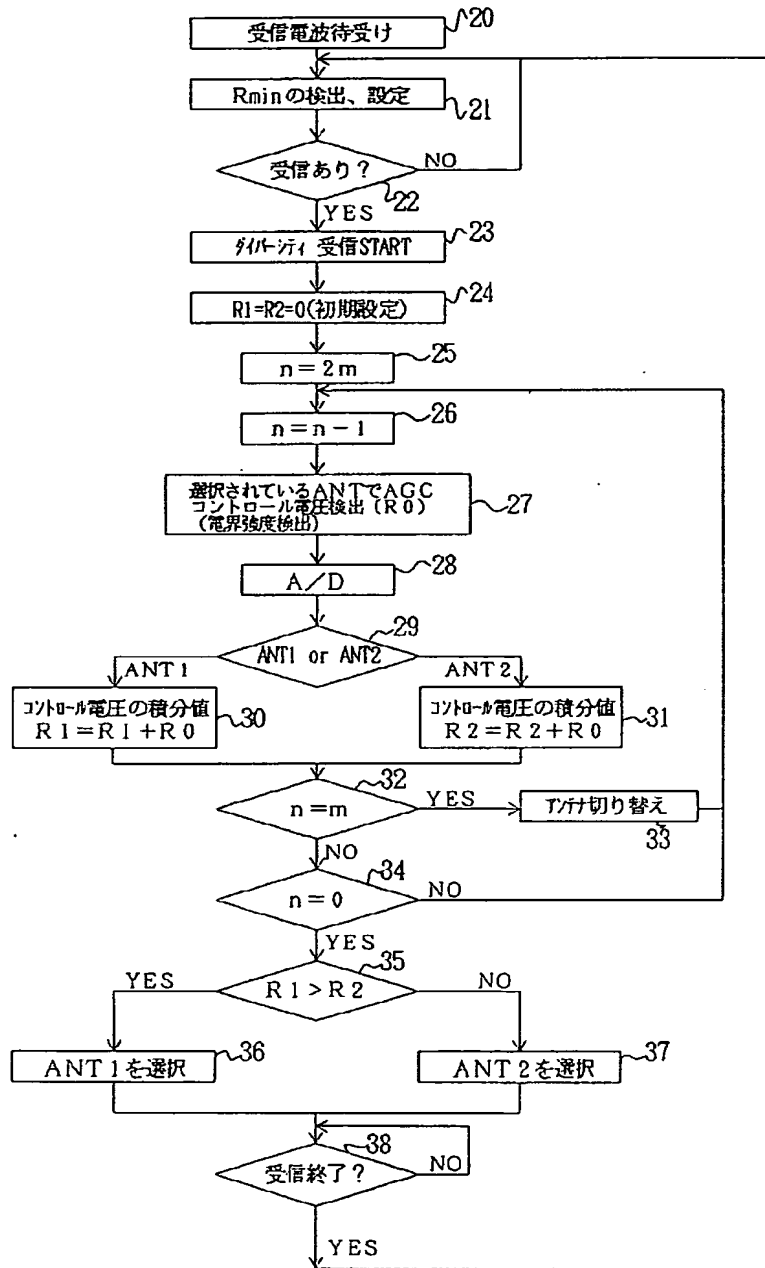 受信電波待受け
20
Rminの検出、設定
21
受信あり？
NO
22
YES
ダイバーシティ 受信START
23
R1=R2=0(初期設定)
24
n＝2m
25
n＝n－1
26
選択されているANTでAGC
コントロール電圧検出（R0）
（電界強度検出）
27
A／D
28
ANT1 or ANT2
29
ANT1
ANT2
コントロール電圧の積分値
R1＝R1＋R0
30
コントロール電圧の積分値
R2＝R2＋R0
31
n＝m
32
YES
アンテナ切り替え
33
NO
n＝0
34
NO
YES
R1＞R2
35
YES
NO
ANT1を選択
36
ANT2を選択
37
受信終了？
38
NO
YES